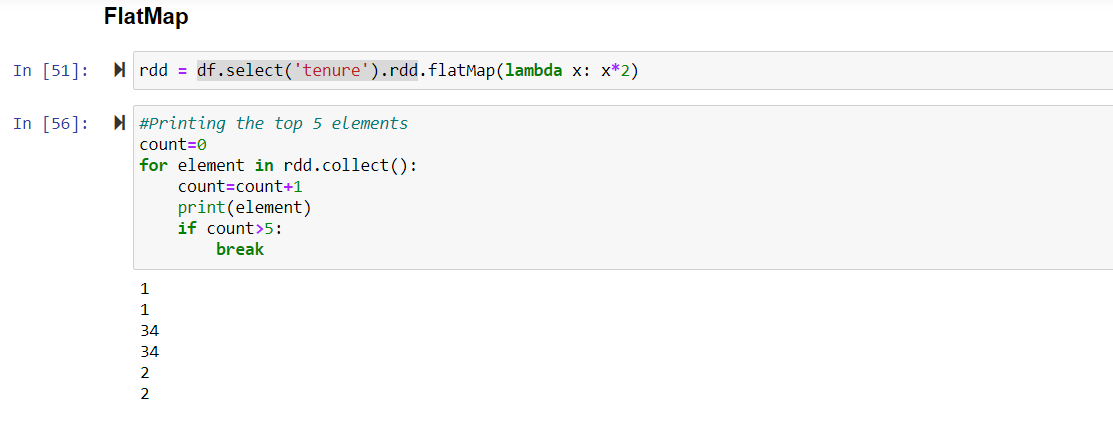 FlatMap
In [51]: rdd = df.select('tenure').rdd.flatMap(lambda x: x*2)
In [56]: #Printing the top 5 elements
count=0
for element in rdd.collect():
    count=count+1
    print(element)
    if count>5:
        break
1
1
34
34
2
2